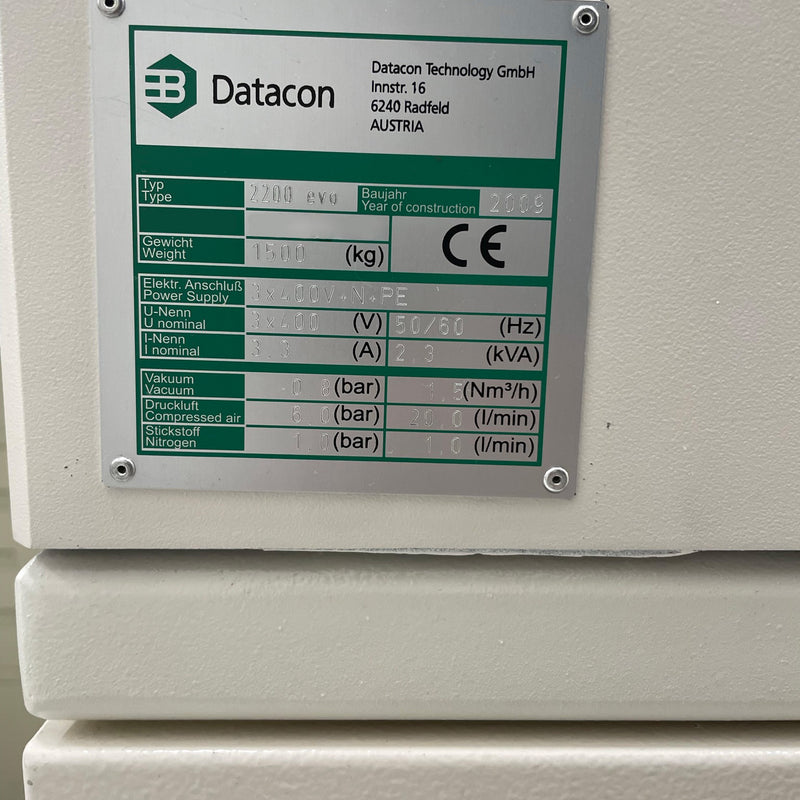 Datacon
Datacon Technology GmbH
Innstr. 16
6240 Radfeld
AUSTRIA
Typ
Type
2200 evo
Baujahr
Year of construction
2009
Gewicht
Weight
1500 (kg)
CE
Elektr. Anschluß
Power Supply
3x400V+N+PE
U-Nenn
U nominal
3x400 (V) 50/60 (Hz)
I-Nenn
I nominal
3,3 (A) 2,3 (kVA)
Vakuum
Vacuum
-0,8 (bar) 1,5 (Nm³/h)
Druckluft
Compressed air
6,0 (bar) 20,0 (l/min)
Stickstoff
Nitrogen
1,0 (bar) 1,0 (l/min)